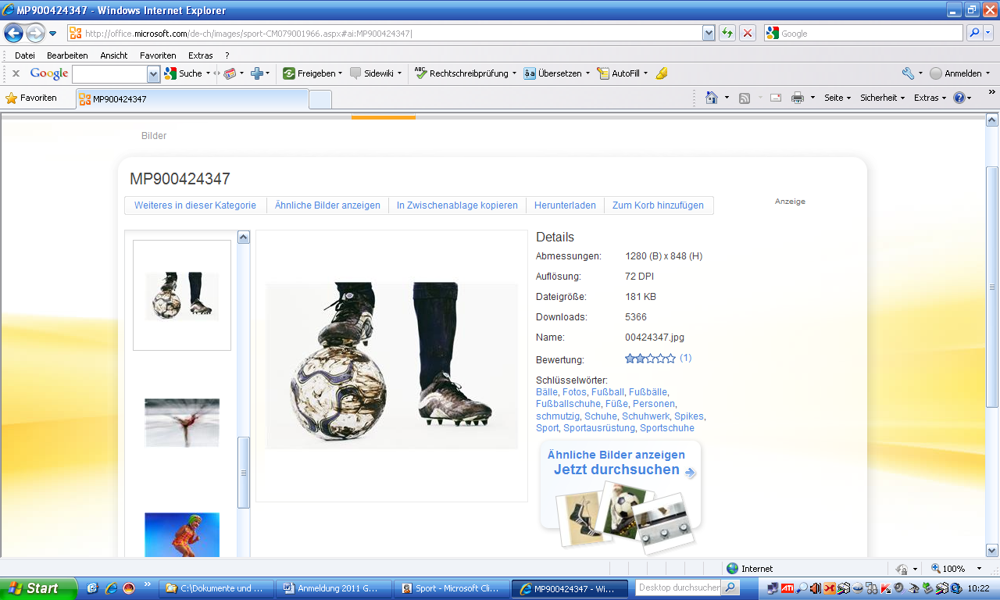 MP900424347 - Windows Internet Explorer
http://office.microsoft.com/de-ch/images/sport-CM079001966.aspx#ai:MP900424347|
Google
Datei Bearbeiten Ansicht Favoriten Extras ?
x Google Suche Freigeben Sidewiki ABC Rechtschreibprüfung Übersetzen AutoFill Anmelden
Favoriten MP900424347 Seite Sicherheit Extras
Bilder
MP900424347
Weiteres in dieser Kategorie Ähnliche Bilder anzeigen In Zwischenablage kopieren Herunterladen Zum Korb hinzufügen
Anzeige
Details
Abmessungen: 1280 (B) x 848 (H)
Auflösung: 72 DPI
Dateigröße: 181 KB
Downloads: 5366
Name: 00424347.jpg
Bewertung: (1)
Schlüsselwörter:
Bälle, Fotos, Fußball, Fußbälle,
Fußballschuhe, Füße, Personen,
schmutzig, Schuhe, Schuhwerk, Spikes,
Sport, Sportausrüstung, Sportschuhe
Ähnliche Bilder anzeigen
Jetzt durchsuchen
Internet 100%
Start C:\Dokumente und ... Anmeldung 2011 G... Sport - Microsoft Cli... MP900424347 - Wi... Desktop durchsuchen ATI 10:22